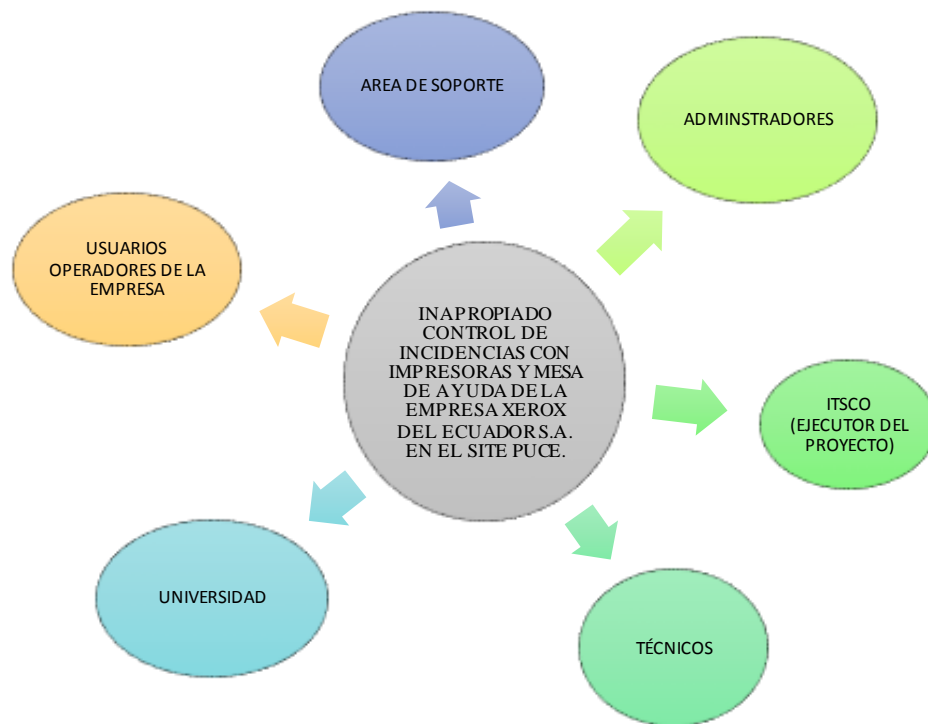 AREA DE SOPORTE
ADMINSTRADORES
USUARIOS
OPERADORES DE LA
EMPRESA
INAPROPIADO
CONTROL DE
INCIDENCIAS CON
IMPRESORAS Y MESA
DE AYUDA DE LA
EMPRESA XEROX
DEL ECUADOR S.A.
EN EL SITE PUCE.
ITSCO
(EJECUTOR DEL
PROYECTO)
UNIVERSIDAD
TÉCNICOS